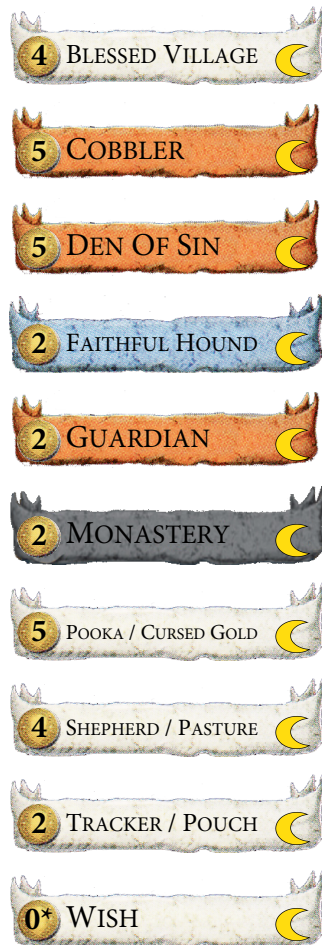 4 BLESSED VILLAGE
5 COBBLER
5 DEN OF SIN
2 FAITHFUL HOUND
2 GUARDIAN
2 MONASTERY
5 POOKA / CURSED GOLD
4 SHEPHERD / PASTURE
2 TRACKER / POUCH
0* WISH